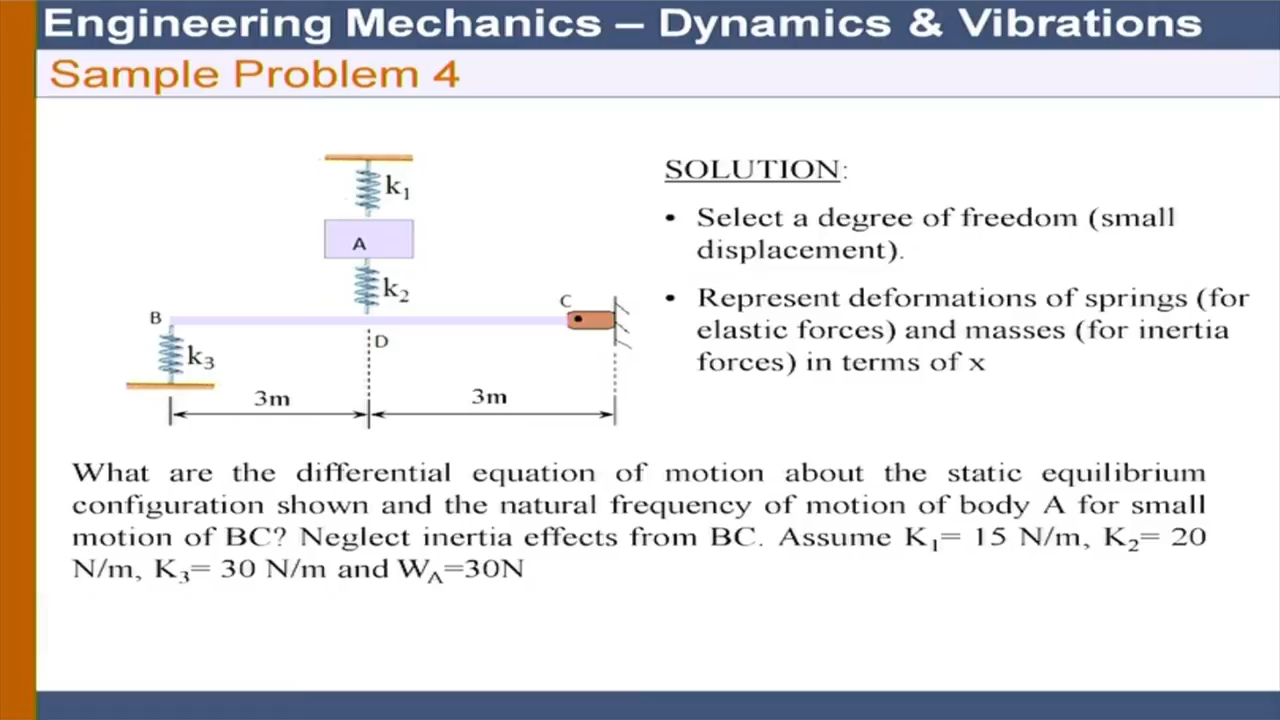 Engineering Mechanics – Dynamics & Vibrations
Sample Problem 4
k1
A
k2
B
C
D
k3
3m
3m
SOLUTION:
• Select a degree of freedom (small
displacement).
• Represent deformations of springs (for
elastic forces) and masses (for inertia
forces) in terms of x
What are the differential equation of motion about the static equilibrium
configuration shown and the natural frequency of motion of body A for small
motion of BC? Neglect inertia effects from BC. Assume K1= 15 N/m, K2= 20
N/m, K3= 30 N/m and WA=30N